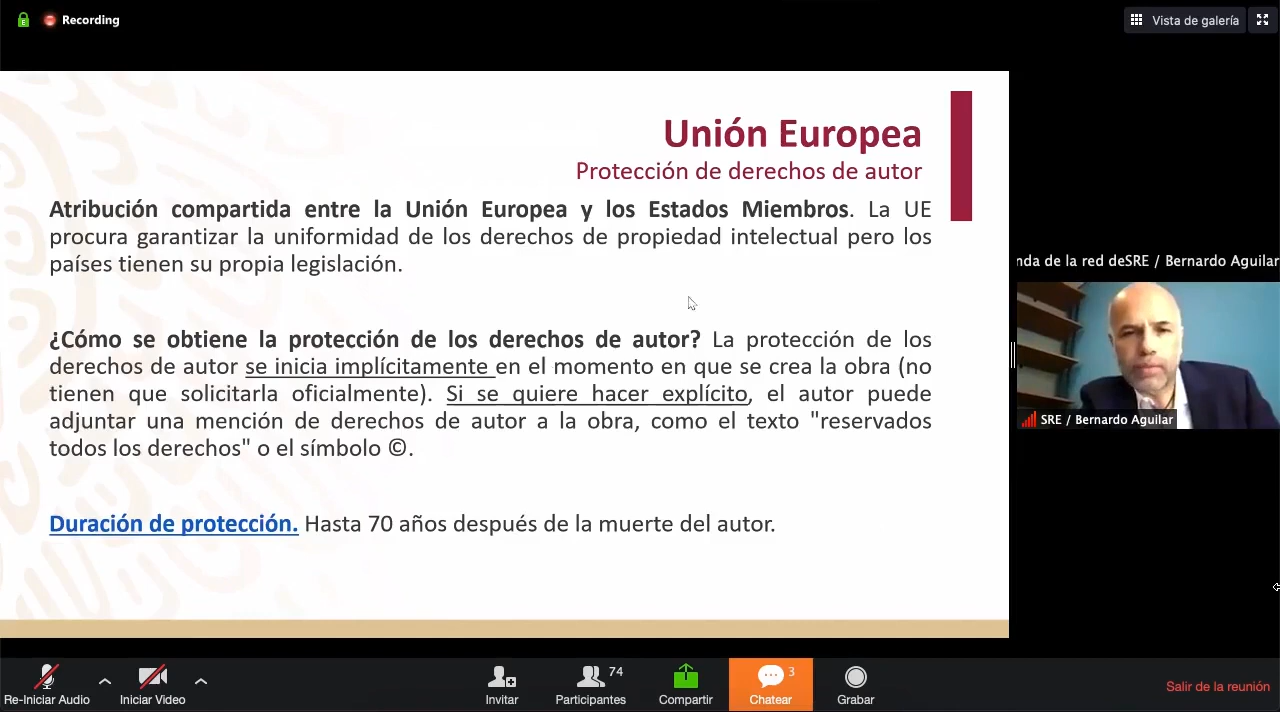 Recording
Vista de galería
Unión Europea
Protección de derechos de autor
Atribución compartida entre la Unión Europea y los Estados Miembros. La UE
procura garantizar la uniformidad de los derechos de propiedad intelectual pero los
países tienen su propia legislación.
¿Cómo se obtiene la protección de los derechos de autor? La protección de los
derechos de autor se inicia implícitamente en el momento en que se crea la obra (no
tienen que solicitarla oficialmente). Si se quiere hacer explícito, el autor puede
adjuntar una mención de derechos de autor a la obra, como el texto "reservados
todos los derechos" o el símbolo ©.
Duración de protección. Hasta 70 años después de la muerte del autor.
nda de la red deSRE / Bernardo Aguilar
SRE / Bernardo Aguilar
Re-Iniciar Audio
Iniciar Video
Invitar
74
Participantes
Compartir
3
Chatear
Grabar
Salir de la reunión